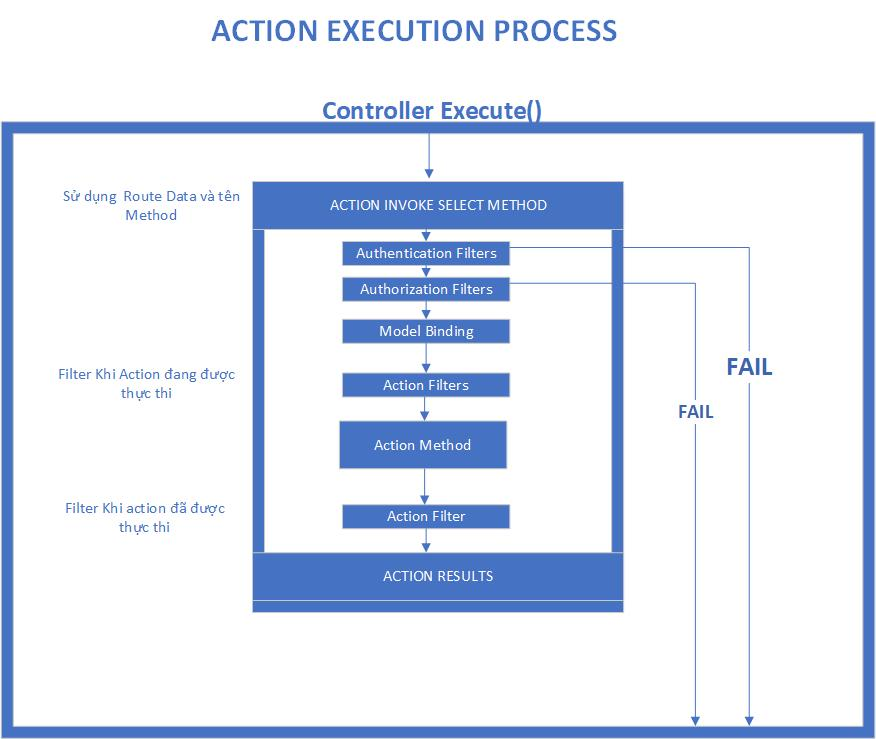 ACTION EXECUTION PROCESS
Controller Execute()
Sử dụng Route Data và tên
Method
ACTION INVOKE SELECT METHOD
Authentication Filters
Authorization Filters
Model Binding
FAIL
Filter Khi Action đang được
thực thi
Action Filters
FAIL
Action Method
Filter Khi action đã được
thực thi
Action Filter
ACTION RESULTS